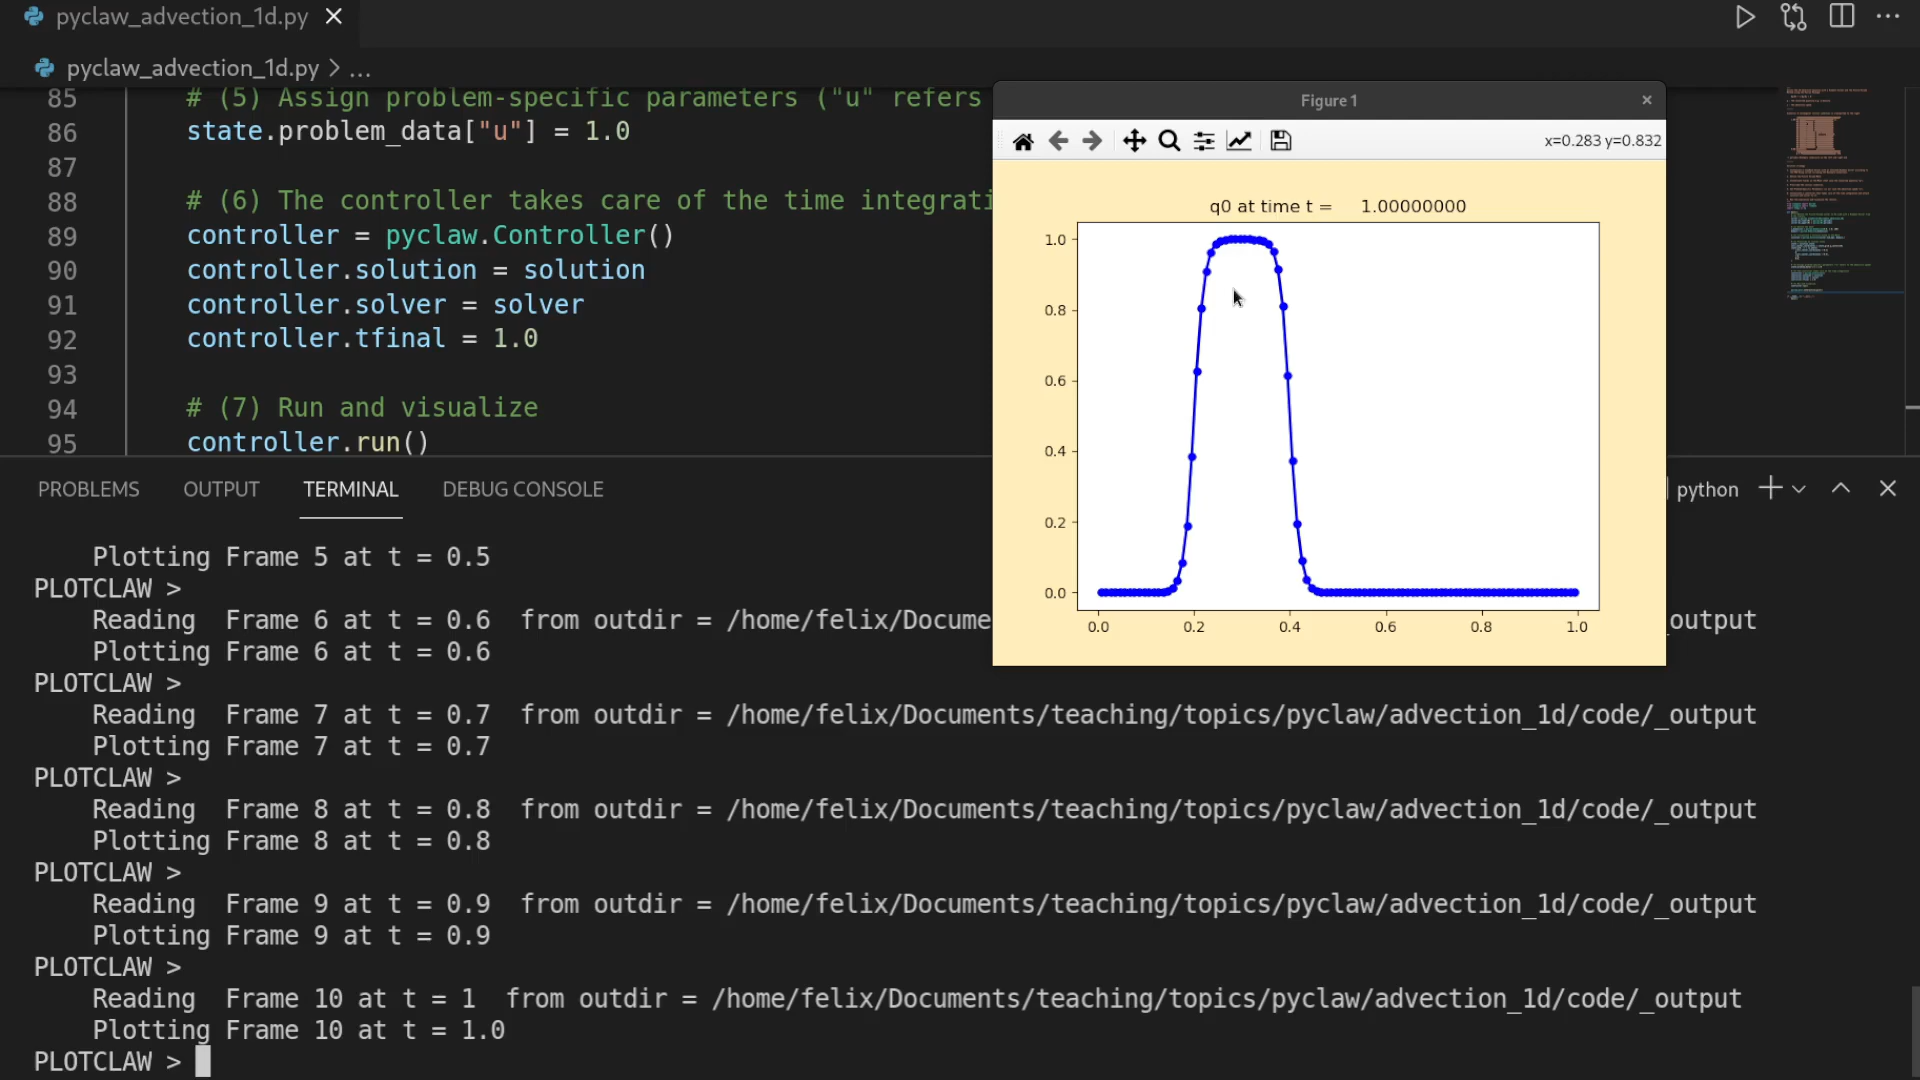 pyclaw_advection_1d.py
pyclaw_advection_1d.py > ...
85 # (5) Assign problem-specific parameters ("u" refers
86 state.problem_data["u"] = 1.0
87
88 # (6) The controller takes care of the time integrati
89 controller = pyclaw.Controller()
90 controller.solution = solution
91 controller.solver = solver
92 controller.tfinal = 1.0
93
94 # (7) Run and visualize
95 controller.run()
Figure 1
x=0.283 y=0.832
q0 at time t = 1.00000000
1.0
0.8
0.6
0.4
0.2
0.0
0.0 0.2 0.4 0.6 0.8 1.0
PROBLEMS OUTPUT TERMINAL DEBUG CONSOLE
python
Plotting Frame 5 at t = 0.5
PLOTCLAW >
Reading Frame 6 at t = 0.6 from outdir = /home/felix/Docume output
Plotting Frame 6 at t = 0.6
PLOTCLAW >
Reading Frame 7 at t = 0.7 from outdir = /home/felix/Documents/teaching/topics/pyclaw/advection_1d/code/_output
Plotting Frame 7 at t = 0.7
PLOTCLAW >
Reading Frame 8 at t = 0.8 from outdir = /home/felix/Documents/teaching/topics/pyclaw/advection_1d/code/_output
Plotting Frame 8 at t = 0.8
PLOTCLAW >
Reading Frame 9 at t = 0.9 from outdir = /home/felix/Documents/teaching/topics/pyclaw/advection_1d/code/_output
Plotting Frame 9 at t = 0.9
PLOTCLAW >
Reading Frame 10 at t = 1 from outdir = /home/felix/Documents/teaching/topics/pyclaw/advection_1d/code/_output
Plotting Frame 10 at t = 1.0
PLOTCLAW >